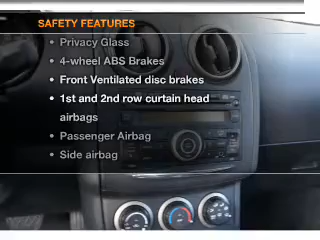 SAFETY FEATURES
• Privacy Glass
• 4-wheel ABS Brakes
• Front Ventilated disc brakes
• 1st and 2nd row curtain head
airbags
• Passenger Airbag
• Side airbag